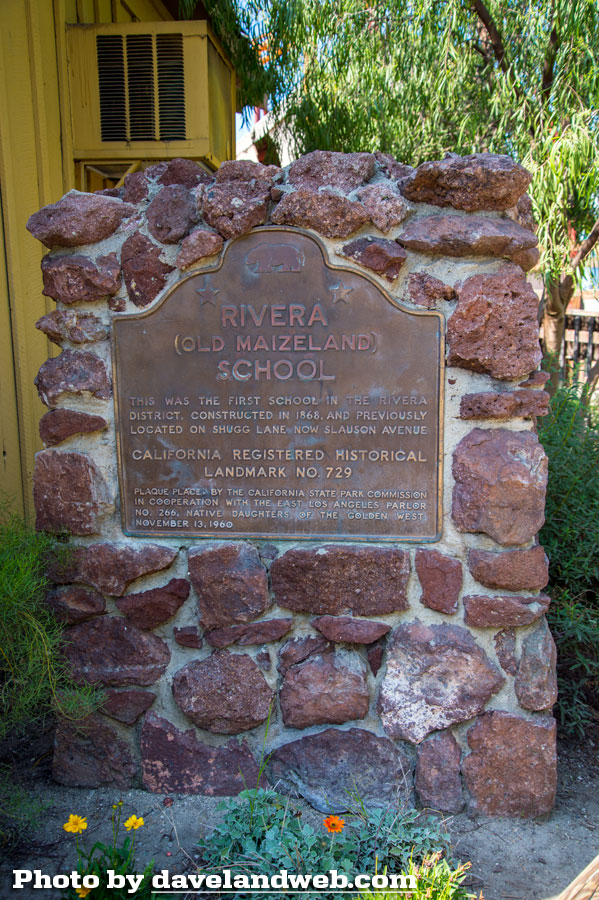 RIVERA
(OLD MAIZELAND)
SCHOOL
THIS WAS THE FIRST SCHOOL IN THE RIVERA
DISTRICT, CONSTRUCTED IN 1868, AND PREVIOUSLY
LOCATED ON SHUGG LANE NOW SLAUSON AVENUE
CALIFORNIA REGISTERED HISTORICAL
LANDMARK NO. 729
PLAQUE PLACED BY THE CALIFORNIA STATE PARK COMMISSION
IN COOPERATION WITH THE EAST LOS ANGELES PARLOR
NO. 266, NATIVE DAUGHTERS OF THE GOLDEN WEST,
NOVEMBER 13, 1960
Photo by davelandweb.com